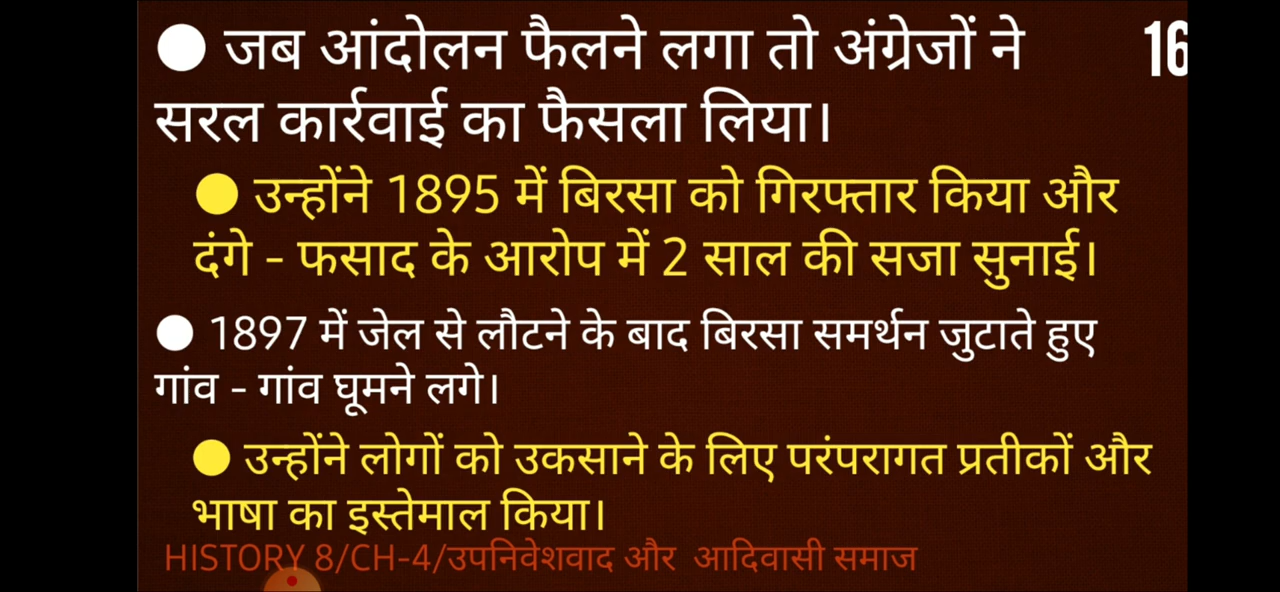 ● जब आंदोलन फैलने लगा तो अंग्रेजों ने
16
सरल कार्रवाई का फैसला लिया।
● उन्होंने 1895 में बिरसा को गिरफ्तार किया और
दंगे - फसाद के आरोप में 2 साल की सजा सुनाई।
● 1897 में जेल से लौटने के बाद बिरसा समर्थन जुटाते हुए
गांव - गांव घूमने लगे।
● उन्होंने लोगों को उकसाने के लिए परंपरागत प्रतीकों और
भाषा का इस्तेमाल किया।
HISTORY 8/CH-4/उपनिवेशवाद और आदिवासी समाज